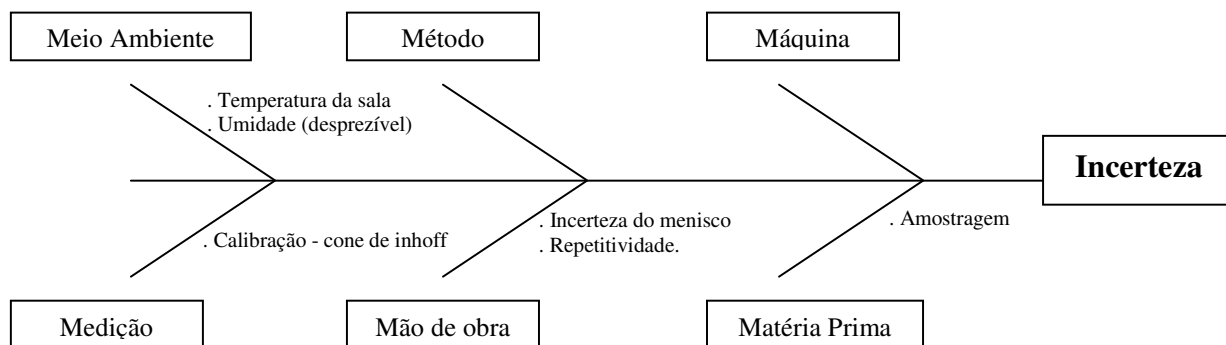 Meio Ambiente
Método
Máquina
. Temperatura da sala
. Umidade (desprezível)
Incerteza
. Calibração - cone de inhoff
. Incerteza do menisco
. Repetitividade.
. Amostragem
Medição
Mão de obra
Matéria Prima